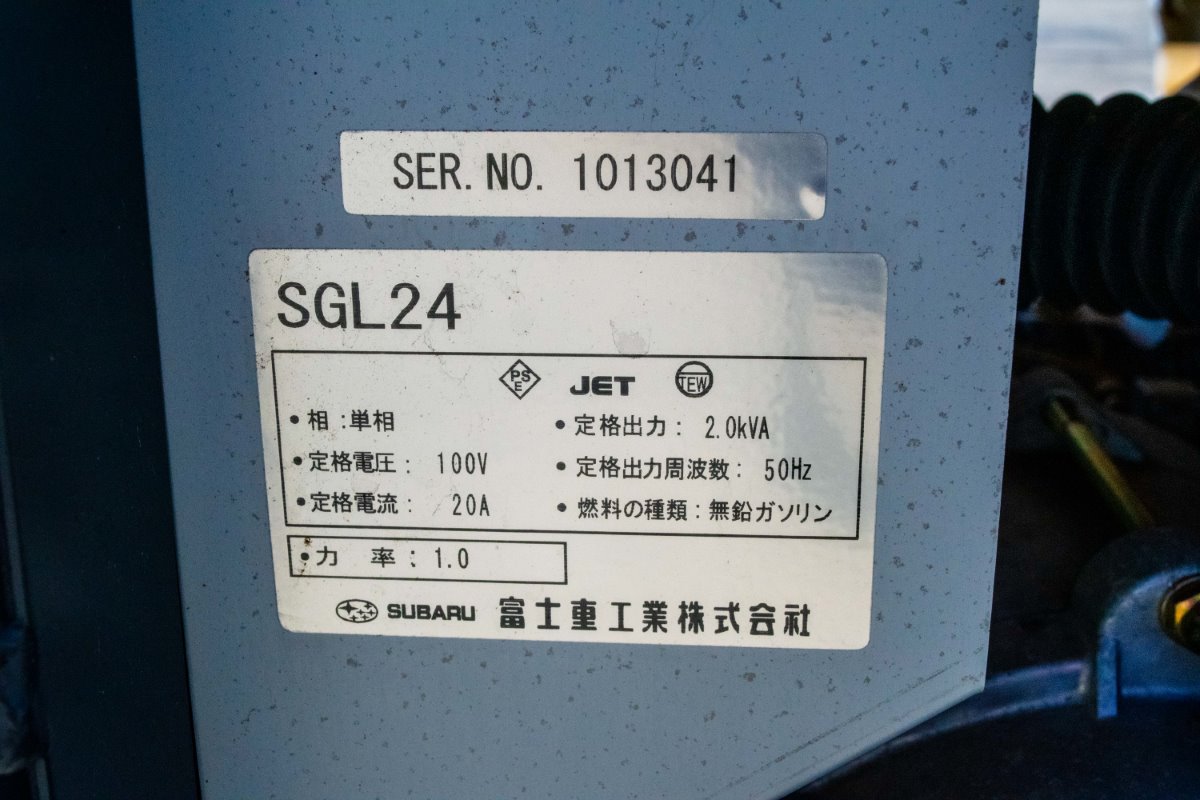 SER. NO. 1013041
SGL24
PS E JET TEW
• 相 : 単相 • 定格出力 : 2.0kVA
• 定格電圧 : 100V • 定格出力周波数 : 50Hz
• 定格電流 : 20A • 燃料の種類 : 無鉛ガソリン
• 力 率 : 1.0
SUBARU 富士重工業株式会社